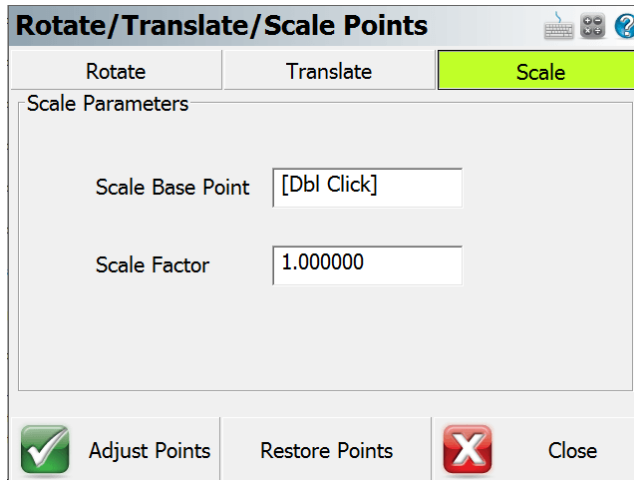 Rotate/Translate/Scale Points
Rotate Translate Scale
Scale Parameters
Scale Base Point [Dbl Click]
Scale Factor 1.000000
Adjust Points Restore Points Close